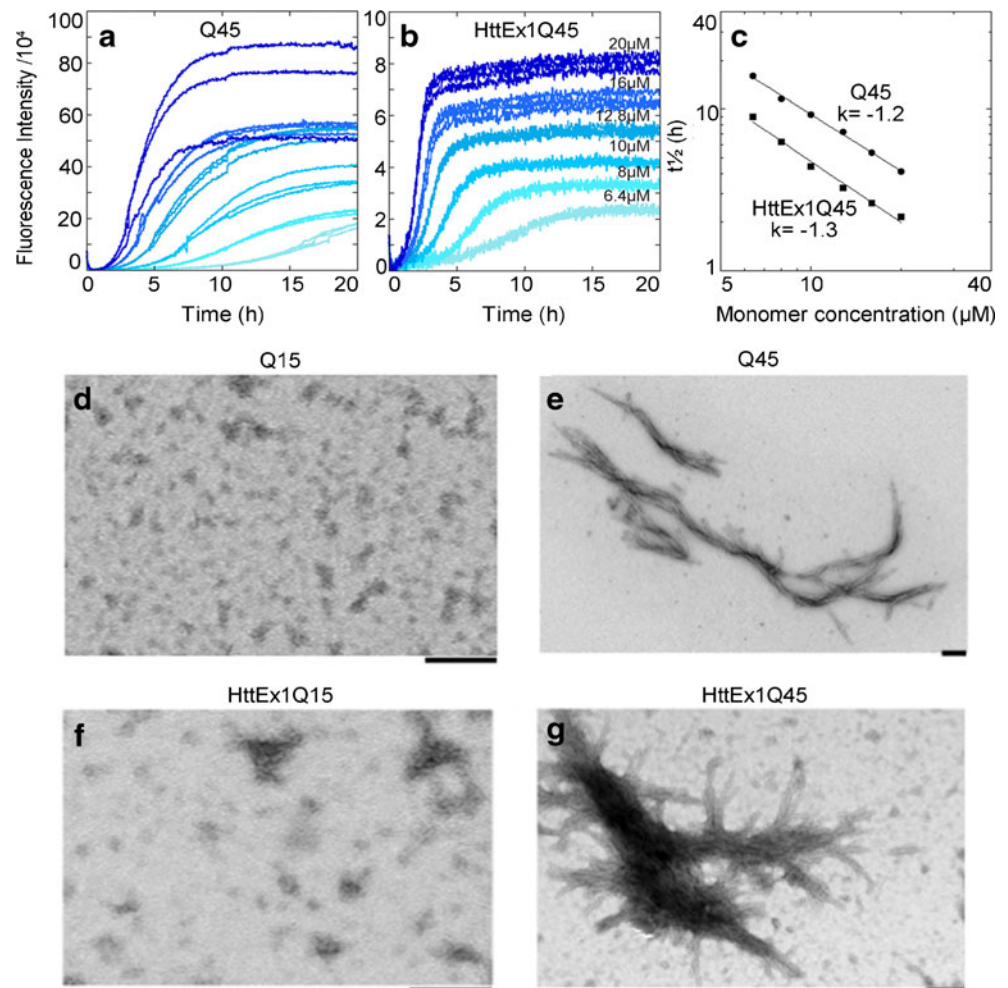 a
Q45
Fluorescence Intensity /10⁴
80
60
40
20
0
0
5
10
15
20
Time (h)
b
HttEx1Q45
10
8
6
4
2
0
20µM
16µM
12.8µM
10µM
8µM
6.4µM
0
5
10
15
20
Time (h)
c
t½ (h)
40
10
1
Q45
k= -1.2
HttEx1Q45
k= -1.3
5
10
40
Monomer concentration (µM)
Q15
d
Q45
e
HttEx1Q15
f
HttEx1Q45
g